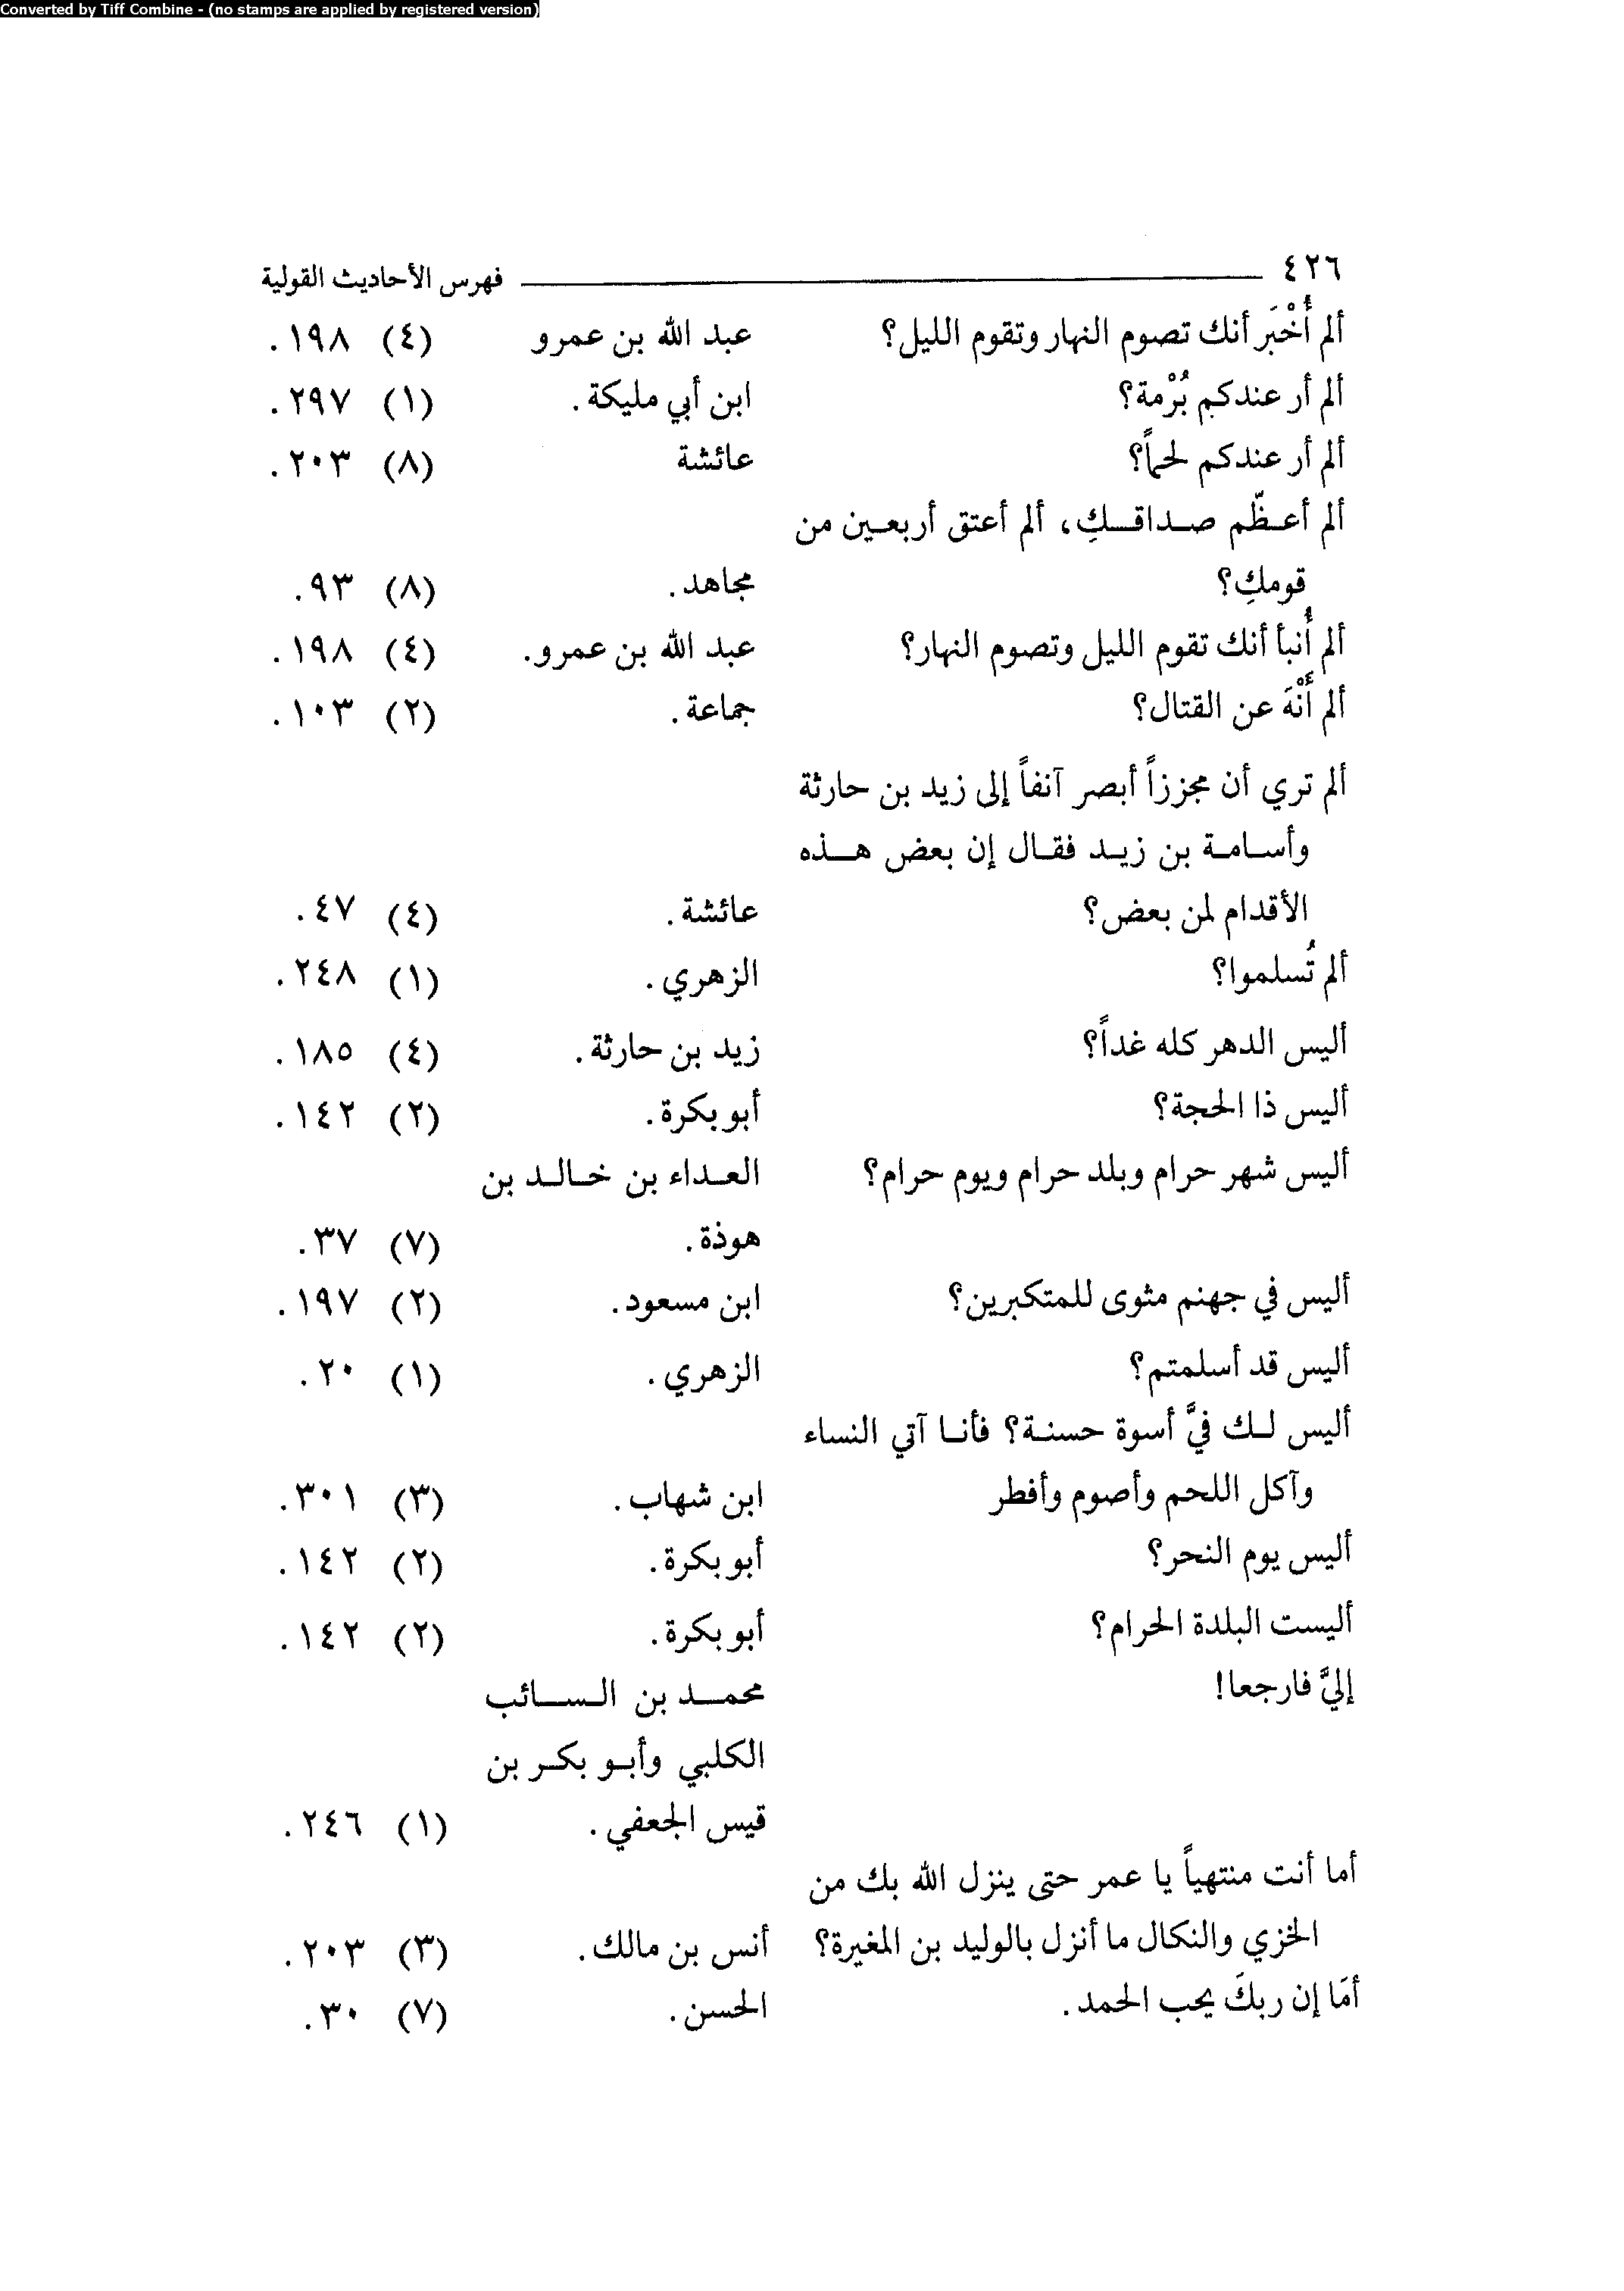 Converted by Tiff Combine - (no stamps are applied by registered version)
٤٢٦ فهرس الأحاديث القولية
ألم أُخْبَر أنك تصوم النهار وتقوم الليل؟ عبد الله بن عمرو (٤) ١٩٨.
ألم أر عندكم بُرْمة؟ ابن أبي مليكة. (١) ٢٩٧.
ألم أر عندكم لحماً؟ عائشة (٨) ٢٠٣.
ألم أعظّم صداقكِ، ألم أعتق أربعين من
قومكِ؟ مجاهد. (٨) ٩٣.
ألم أُنبأ أنك تقوم الليل وتصوم النهار؟ عبد الله بن عمرو. (٤) ١٩٨.
ألم أُنْهَ عن القتال؟ جماعة. (٢) ١٠٣.
ألم تري أن مجززاً أبصر آنفاً إلى زيد بن حارثة
وأسامة بن زيد فقال إن بعض هذه
الأقدام لمن بعض؟ عائشة. (٤) ٤٧.
ألم تُسلموا؟ الزهري. (١) ٢٤٨.
أليس الدهر كله غداً؟ زيد بن حارثة. (٤) ١٨٥.
أليس ذا الحجة؟ أبو بكرة. (٢) ١٤٢.
أليس شهر حرام وبلد حرام ويوم حرام؟ العداء بن خالد بن
هوذة. (٧) ٣٧.
أليس في جهنم مثوى للمتكبرين؟ ابن مسعود. (٢) ١٩٧.
أليس قد أسلمتم؟ الزهري. (١) ٢٠.
أليس لك فيَّ أسوة حسنة؟ فأنا آتي النساء
وآكل اللحم وأصوم وأفطر ابن شهاب. (٣) ٣٠١.
أليس يوم النحر؟ أبو بكرة. (٢) ١٤٢.
أليست البلدة الحرام؟ أبو بكرة. (٢) ١٤٢.
إليَّ فارجعا! محمد بن السائب
الكلبي وأبو بكر بن
قيس الجعفي. (١) ٢٤٦.
أما أنت منتهياً يا عمر حتى ينزل الله بك من
الخزي والنكال ما أنزل بالوليد بن المغيرة؟ أنس بن مالك. (٣) ٢٠٣.
أمَا إن ربكَ يحب الحمد. الحسن. (٧) ٣٠.